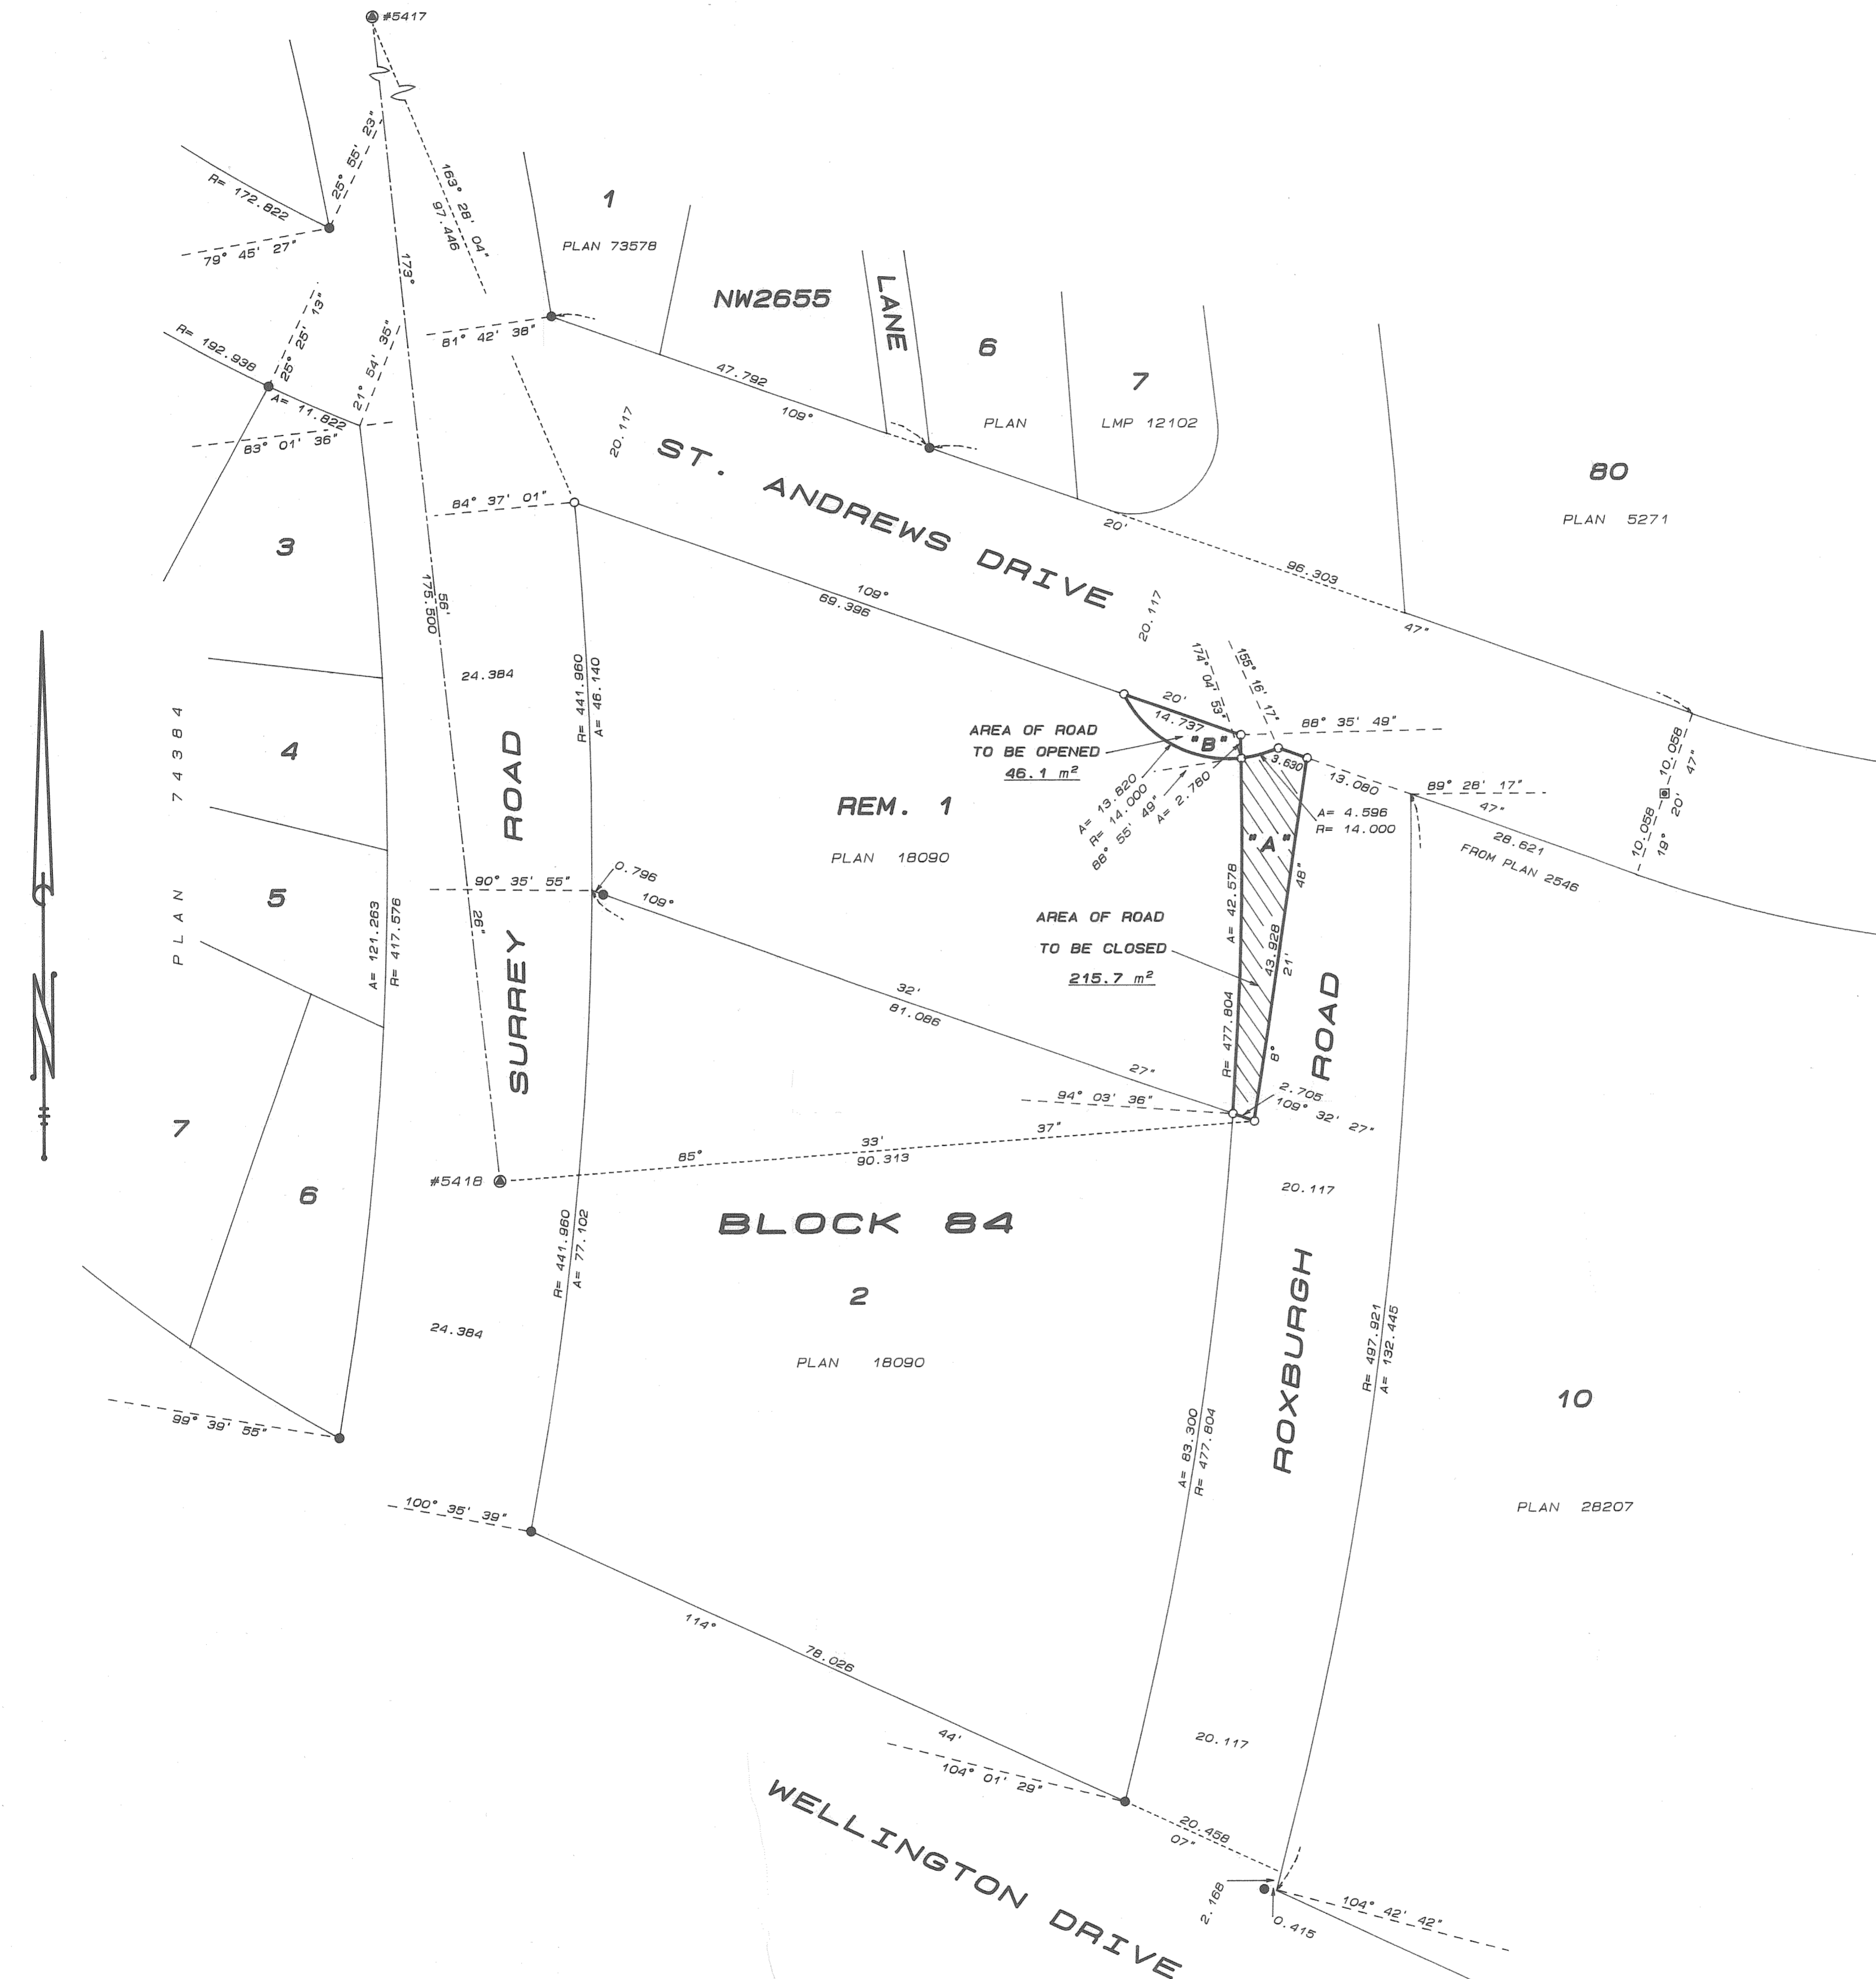 #5417
25° 55' 23"
R= 172.822
79° 45' 27"
163° 28' 04"
97.446
173°
1
PLAN 73578
NW2655
LANE
6
PLAN
7
LMP 12102
80
PLAN 5271
25° 25' 13"
R= 192.938
21° 54' 35"
A= 11.822
83° 01' 36"
81° 42' 38"
47.792
109°
20.117
ST. ANDREWS DRIVE
20'
96.303
47"
84° 37' 01"
3
56'
175.500
109°
69.396
20.117
24.384
R= 441.960
A= 46.140
174° 04' 53"
155° 16' 17"
20'
14.737
"B"
88° 35' 49"
AREA OF ROAD
TO BE OPENED
46.1 m²
3.630
13.080
89° 28' 17"
47"
28.621
FROM PLAN 2546
10.058
10.058
19° 20' 47"
A= 13.820
R= 14.000
88° 55' 49"
A= 2.780
A= 4.596
R= 14.000
"A"
4
PLAN 74384
SURREY ROAD
REM. 1
PLAN 18090
5
90° 35' 55"
0.796
109°
26"
A= 121.263
R= 417.576
A= 42.578
R= 477.804
48"
43.928
21'
8°
AREA OF ROAD
TO BE CLOSED
215.7 m²
32'
81.086
27"
94° 03' 36"
2.705
109° 32' 27"
7
6
85°
33'
90.313
37"
#5418
20.117
BLOCK 84
R= 441.960
A= 77.102
2
PLAN 18090
24.384
ROXBURGH ROAD
R= 497.921
A= 132.445
10
PLAN 28207
99° 39' 55"
A= 83.300
R= 477.804
100° 35' 39"
114°
78.026
44'
104° 01' 29"
20.117
20.458
07"
WELLINGTON DRIVE
2.168
0.415
104° 42' 42"